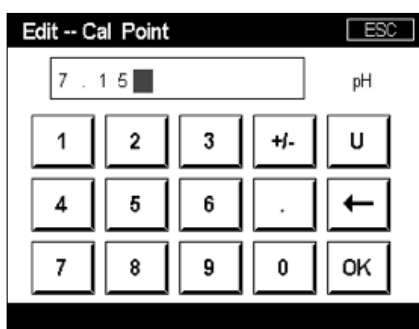 Edit -- Cal Point ESC
7 . 1 5 pH
1 2 3 +/- U
4 5 6 . ←
7 8 9 0 OK